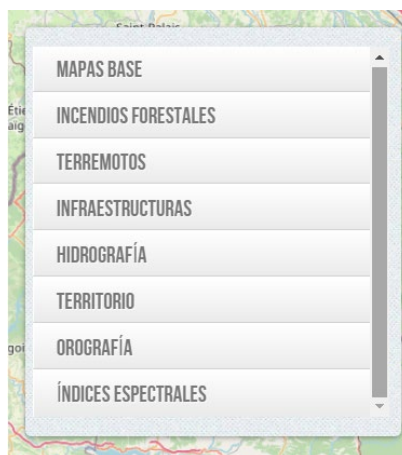 Saint-Palais
MAPAS BASE
INCENDIOS FORESTALES
TERREMOTOS
INFRAESTRUCTURAS
HIDROGRAFÍA
TERRITORIO
OROGRAFÍA
ÍNDICES ESPECTRALES